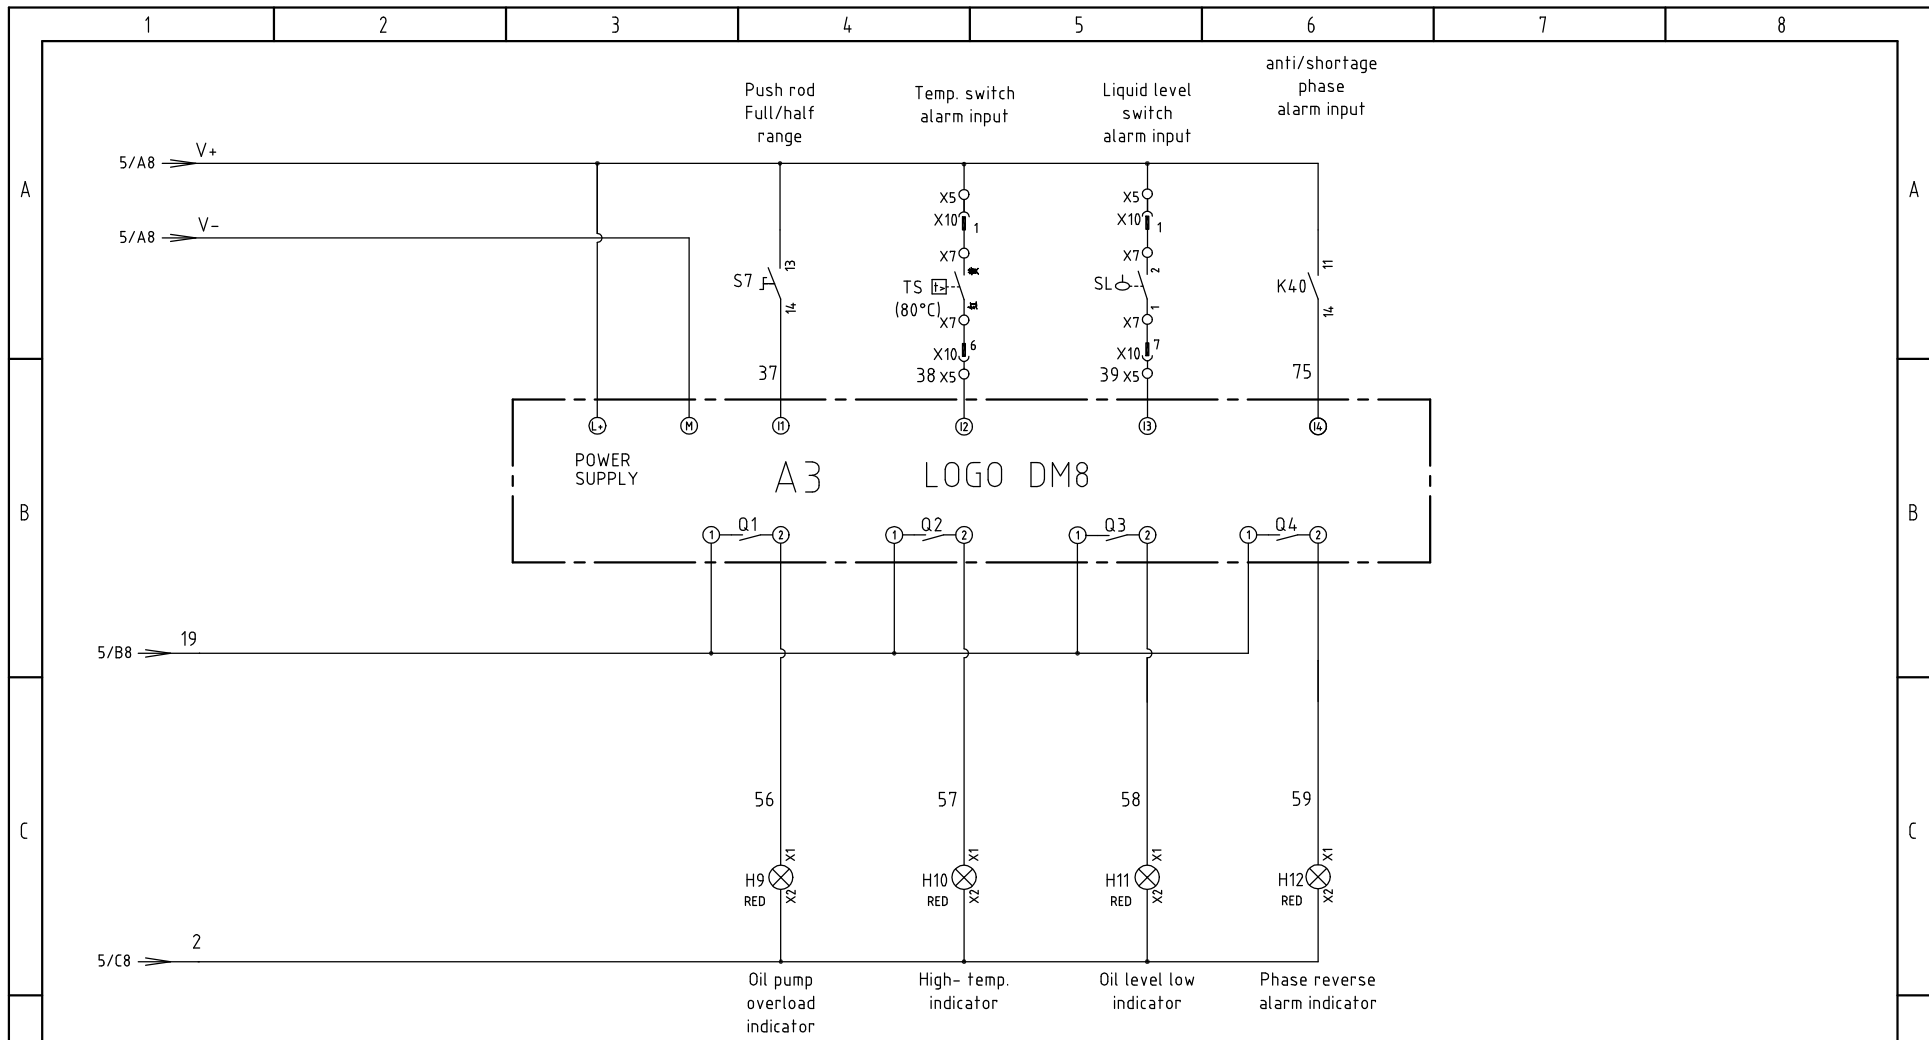 1 2 3 4 5 6 7 8
anti/shortage
phase
alarm input
Push rod
Full/half
range
Temp. switch
alarm input
Liquid level
switch
alarm input
5/A8 V+
A A
X5 X5
X10 1 X10 1
5/A8 V-
X7 X7
S7 13 14
TS t>
(80°C)
SL 2 1
K40 11 14
X7 X7
X10 6 X10 7
37 38 X5 39 X5 75
L+ M I1 I2 I3 I4
POWER
SUPPLY
A3 LOGO DM8
B B
1 Q1 2 1 Q2 2 1 Q3 2 1 Q4 2
5/B8 19
56 57 58 59
C C
X1 X1 X1 X1
H9 H10 H11 H12
RED X2 RED X2 RED X2 RED X2
5/C8 2
Oil pump
overload
indicator
High- temp.
indicator
Oil level low
indicator
Phase reverse
alarm indicator